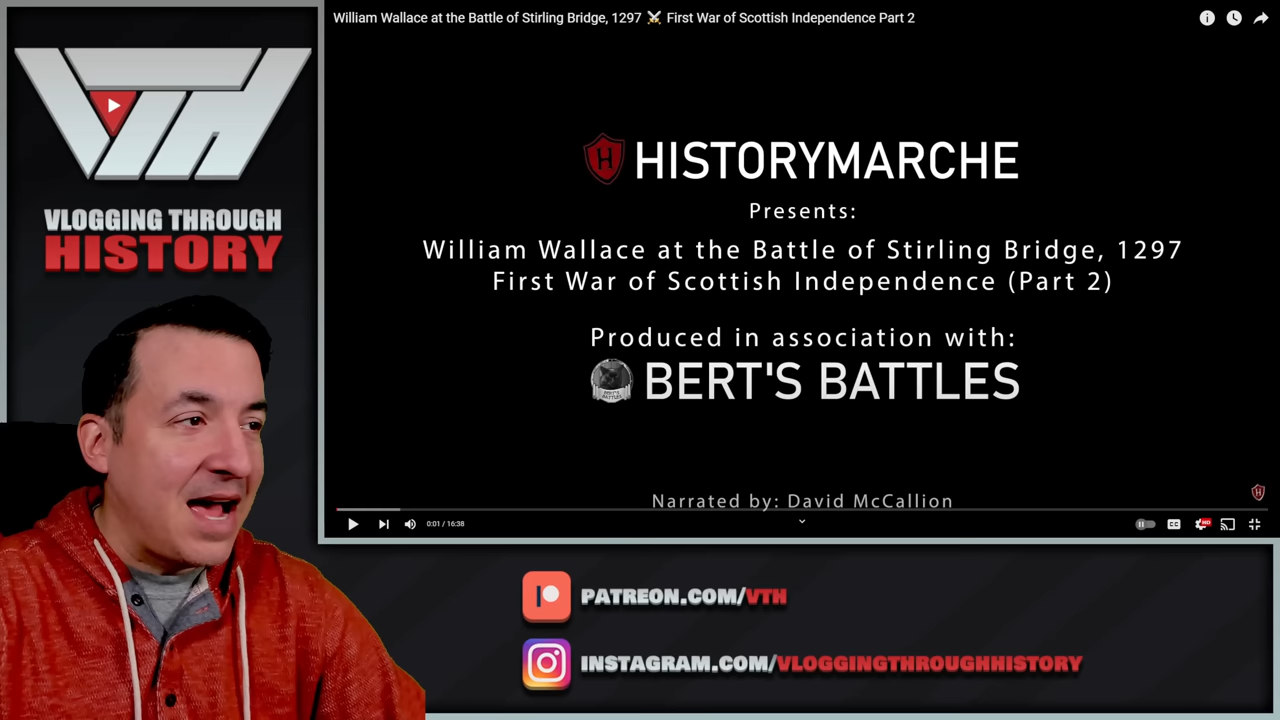 William Wallace at the Battle of Stirling Bridge, 1297 ⚔ First War of Scottish Independence Part 2
VTH
VLOGGING THROUGH
HISTORY
H HISTORYMARCHE
Presents:
William Wallace at the Battle of Stirling Bridge, 1297
First War of Scottish Independence (Part 2)
Produced in association with:
BERT'S BATTLES
Narrated by: David McCallion
0:01 / 16:38
CC
HD
PATREON.COM/VTH
INSTAGRAM.COM/VLOGGINGTHROUGHHISTORY